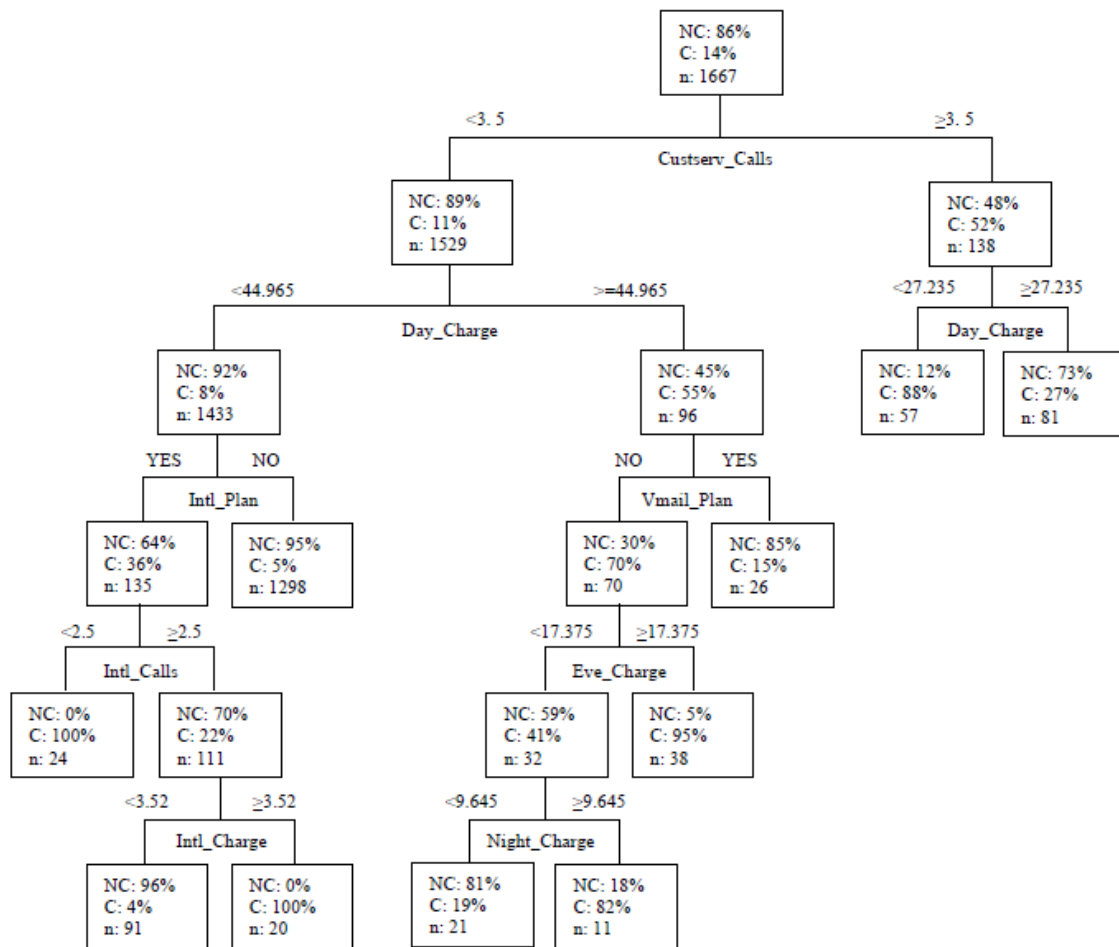 NC: 86%
C: 14%
n: 1667
<3. 5
≥3. 5
Custserv_Calls
NC: 89%
C: 11%
n: 1529
NC: 48%
C: 52%
n: 138
<44.965
>=44.965
Day_Charge
<27.235
≥27.235
Day_Charge
NC: 92%
C: 8%
n: 1433
NC: 45%
C: 55%
n: 96
NC: 12%
C: 88%
n: 57
NC: 73%
C: 27%
n: 81
YES
NO
Intl_Plan
NO
YES
Vmail_Plan
NC: 64%
C: 36%
n: 135
NC: 95%
C: 5%
n: 1298
NC: 30%
C: 70%
n: 70
NC: 85%
C: 15%
n: 26
<2.5
≥2.5
Intl_Calls
<17.375
≥17.375
Eve_Charge
NC: 0%
C: 100%
n: 24
NC: 70%
C: 22%
n: 111
NC: 59%
C: 41%
n: 32
NC: 5%
C: 95%
n: 38
<3.52
≥3.52
Intl_Charge
<9.645
≥9.645
Night_Charge
NC: 96%
C: 4%
n: 91
NC: 0%
C: 100%
n: 20
NC: 81%
C: 19%
n: 21
NC: 18%
C: 82%
n: 11